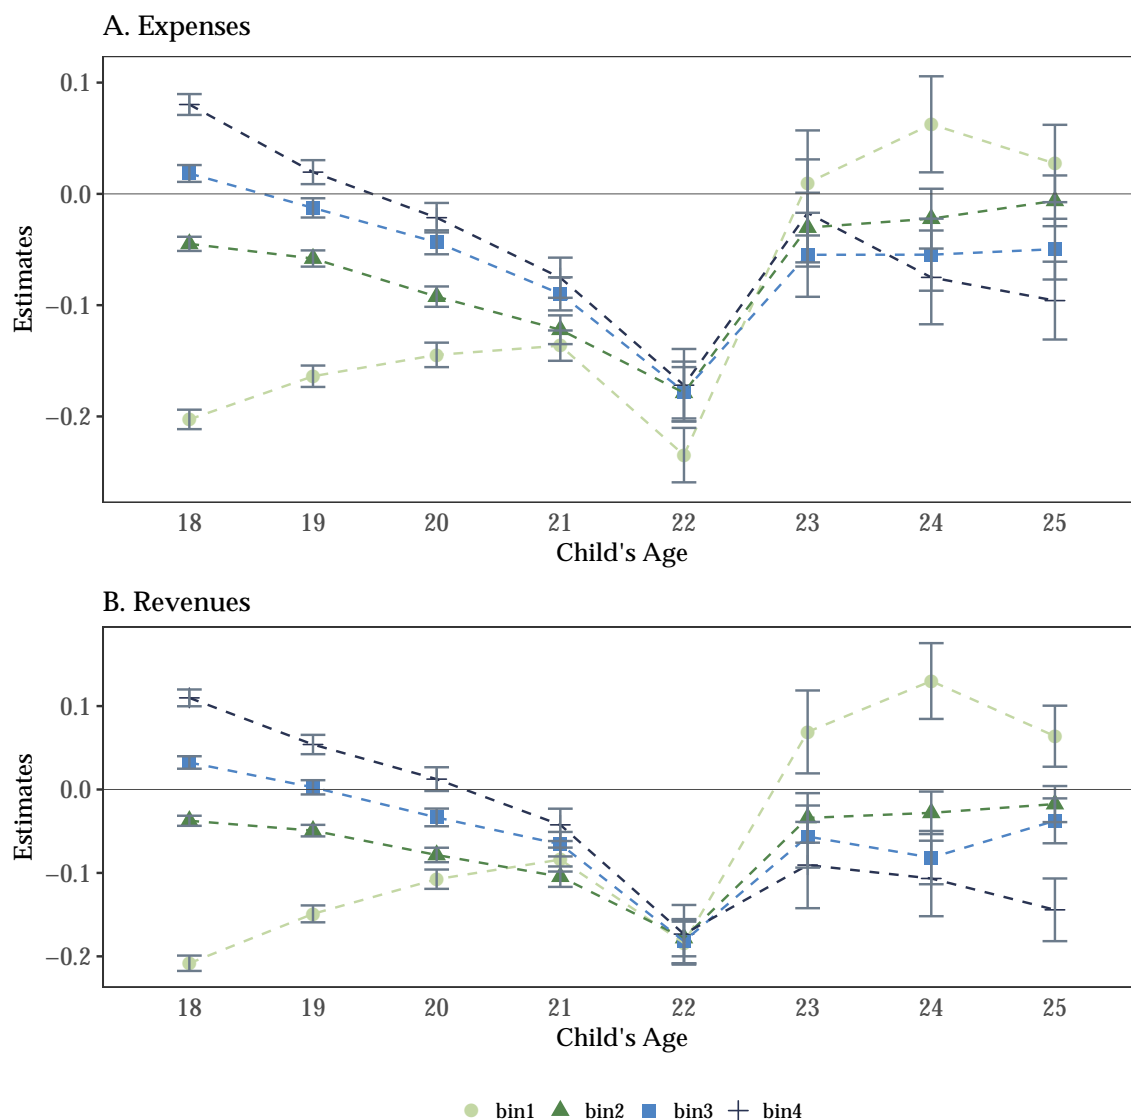 A. Expenses
0.1
0.0
−0.1
−0.2
Estimates
18 19 20 21 22 23 24 25
Child's Age
B. Revenues
0.1
0.0
−0.1
−0.2
Estimates
18 19 20 21 22 23 24 25
Child's Age
bin1 bin2 bin3 bin4